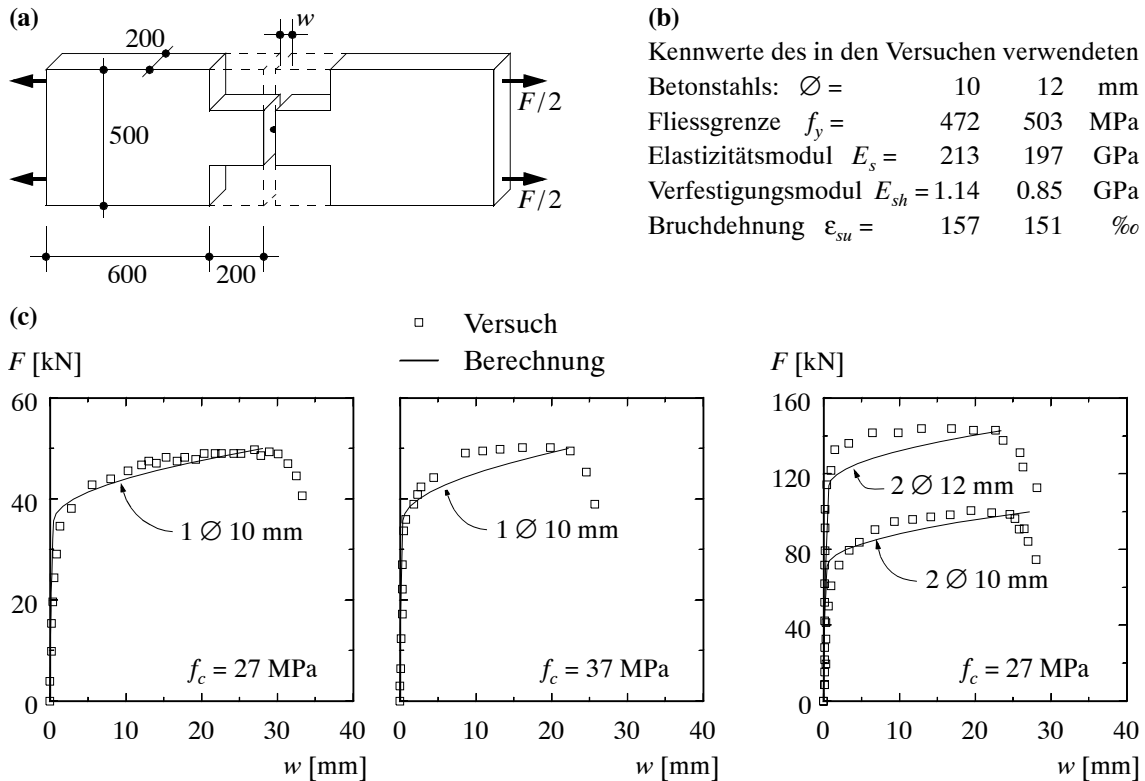 (a)
w
200
F/2
500
F/2
600
200
(b)
Kennwerte des in den Versuchen verwendeten
Betonstahls: ∅ = 10 12 mm
Fliessgrenze f_y = 472 503 MPa
Elastizitätsmodul E_s = 213 197 GPa
Verfestigungsmodul E_sh = 1.14 0.85 GPa
Bruchdehnung ε_su = 157 151 ‰
(c)
Versuch
Berechnung
F [kN]
60
40
20
0
1 ∅ 10 mm
f_c = 27 MPa
0 10 20 30 40
w [mm]
1 ∅ 10 mm
f_c = 37 MPa
0 10 20 30 40
w [mm]
F [kN]
160
120
80
40
0
2 ∅ 12 mm
2 ∅ 10 mm
f_c = 27 MPa
0 10 20 30 40
w [mm]